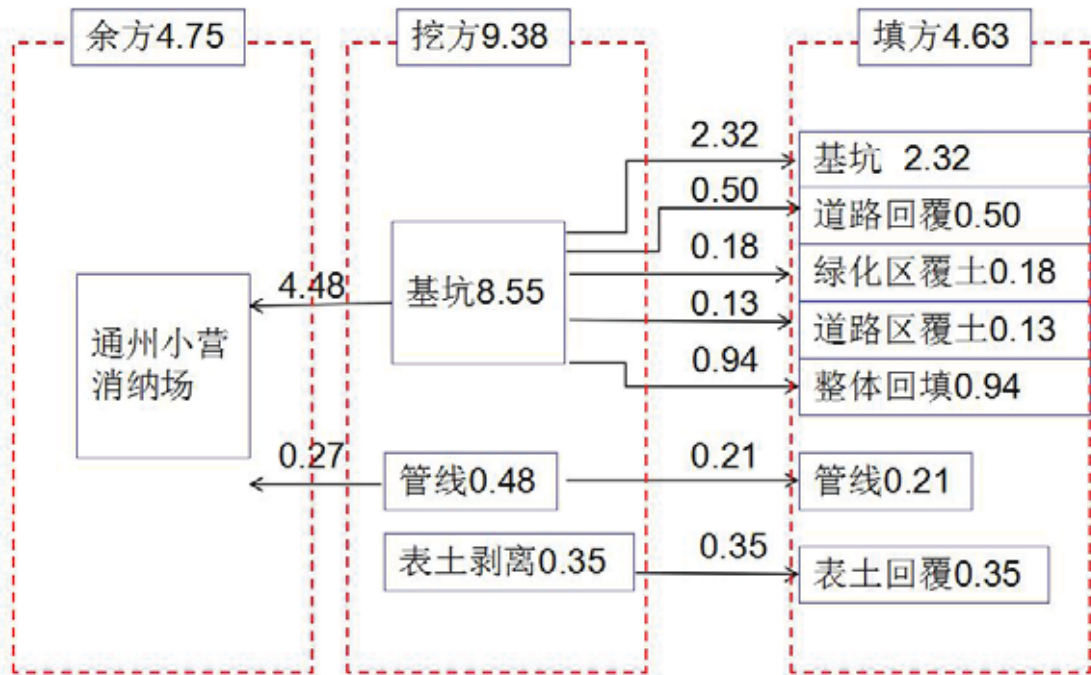 余方4.75
挖方9.38
填方4.63
2.32
基坑 2.32
0.50
道路回覆0.50
0.18
绿化区覆土0.18
4.48
基坑8.55
0.13
道路区覆土0.13
通州小营
消纳场
0.94
整体回填0.94
0.27
管线0.48
0.21
管线0.21
表土剥离0.35
0.35
表土回覆0.35